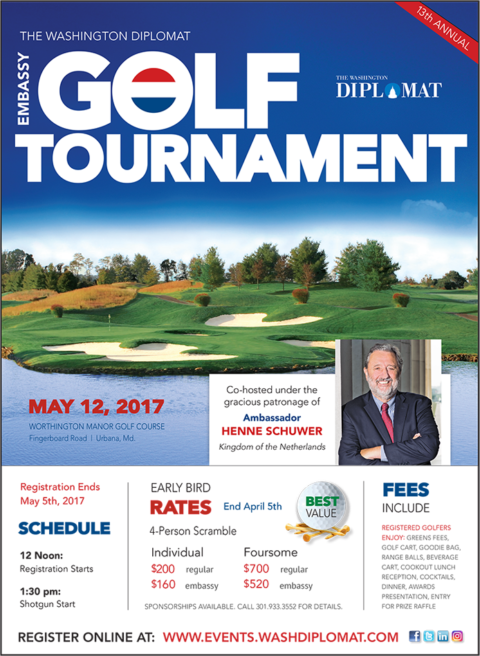 13th ANNUAL
THE WASHINGTON DIPLOMAT
EMBASSY
GOLF
TOURNAMENT
THE WASHINGTON
DIPLOMAT
MAY 12, 2017
WORTHINGTON MANOR GOLF COURSE
Fingerboard Road | Urbana, Md.
Co-hosted under the
gracious patronage of
Ambassador
HENNE SCHUWER
Kingdom of the Netherlands
Registration Ends
May 5th, 2017
SCHEDULE
12 Noon:
Registration Starts
1:30 pm:
Shotgun Start
EARLY BIRD
RATES End April 5th
4-Person Scramble
BEST
VALUE
Individual Foursome
$200 regular $700 regular
$160 embassy $520 embassy
SPONSORSHIPS AVAILABLE. CALL 301.933.3552 FOR DETAILS.
FEES
INCLUDE
REGISTERED GOLFERS
ENJOY: GREENS FEES,
GOLF CART, GOODIE BAG,
RANGE BALLS, BEVERAGE
CART, COOKOUT LUNCH
RECEPTION, COCKTAILS,
DINNER, AWARDS
PRESENTATION, ENTRY
FOR PRIZE RAFFLE
REGISTER ONLINE AT: WWW.EVENTS.WASHDIPLOMAT.COM